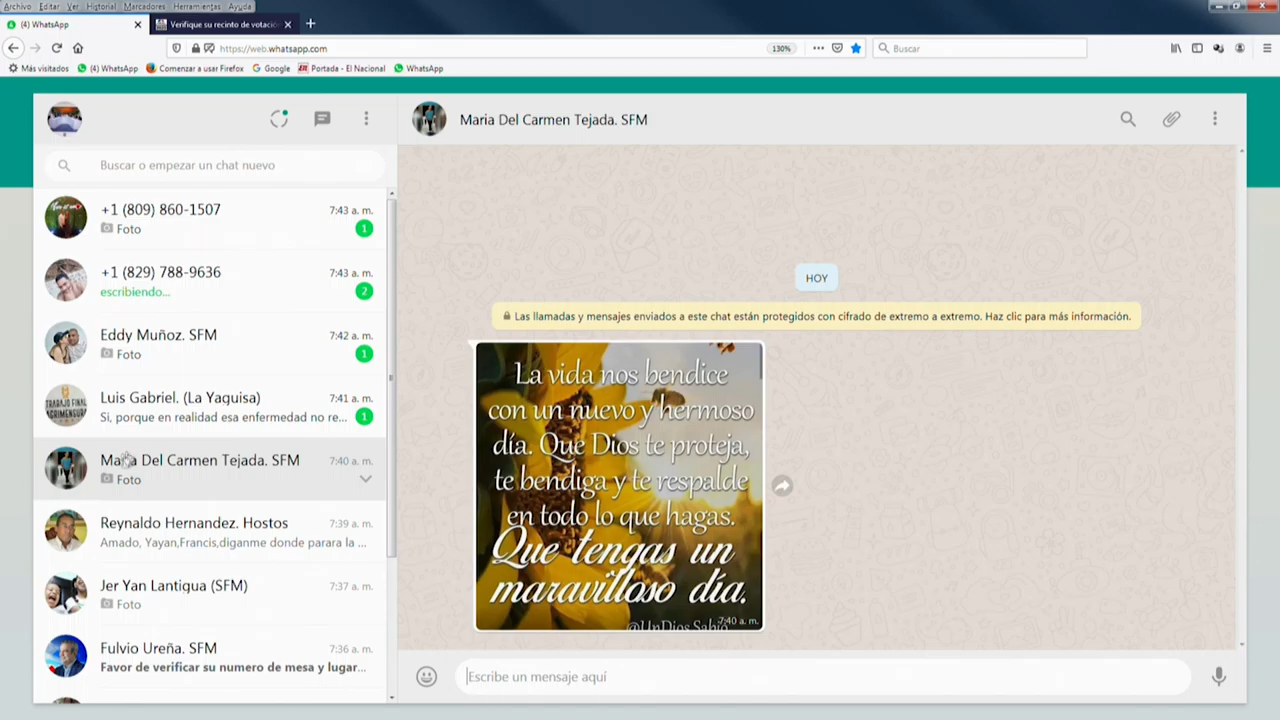 Archivo Editar Ver Historial Marcadores Herramientas Ayuda
(4) WhatsApp
Verifique su recinto de votació
https://web.whatsapp.com
130%
Buscar
Más visitados
(4) WhatsApp
Comenzar a usar Firefox
Google
Portada - El Nacional
WhatsApp
Maria Del Carmen Tejada. SFM
Buscar o empezar un chat nuevo
+1 (809) 860-1507 7:43 a. m.
Foto 1
+1 (829) 788-9636 7:43 a. m.
escribiendo... 2
Eddy Muñoz. SFM 7:42 a. m.
Foto 1
Luis Gabriel. (La Yaguisa) 7:41 a. m.
Si, porque en realidad esa enfermedad no re... 1
Maria Del Carmen Tejada. SFM 7:40 a. m.
Foto
Reynaldo Hernandez. Hostos 7:39 a. m.
Amado, Yayan,Francis,diganme donde parara la ...
Jer Yan Lantigua (SFM) 7:37 a. m.
Foto
Fulvio Ureña. SFM 7:36 a. m.
Favor de verificar su numero de mesa y lugar...
HOY
Las llamadas y mensajes enviados a este chat están protegidos con cifrado de extremo a extremo. Haz clic para más información.
La vida nos bendice
con un nuevo y hermoso
día. Que Dios te proteja,
te bendiga y te respalde
en todo lo que hagas.
Que tengas un
maravilloso día.
@UnDios.Sabio
7:40 a. m.
Escribe un mensaje aquí